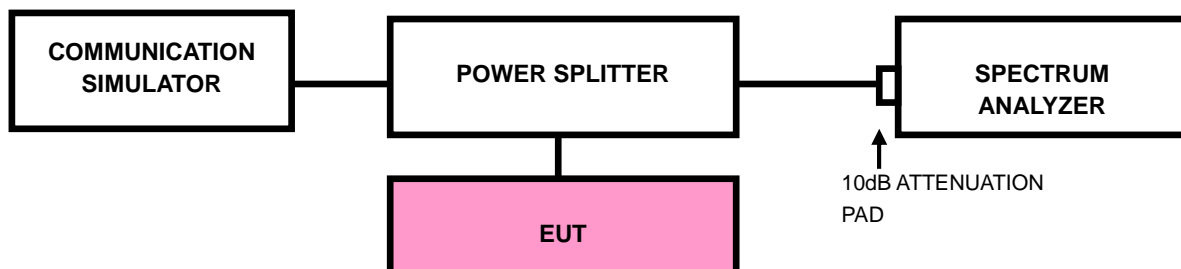 COMMUNICATION
SIMULATOR
POWER SPLITTER
SPECTRUM
ANALYZER
10dB ATTENUATION
PAD
EUT